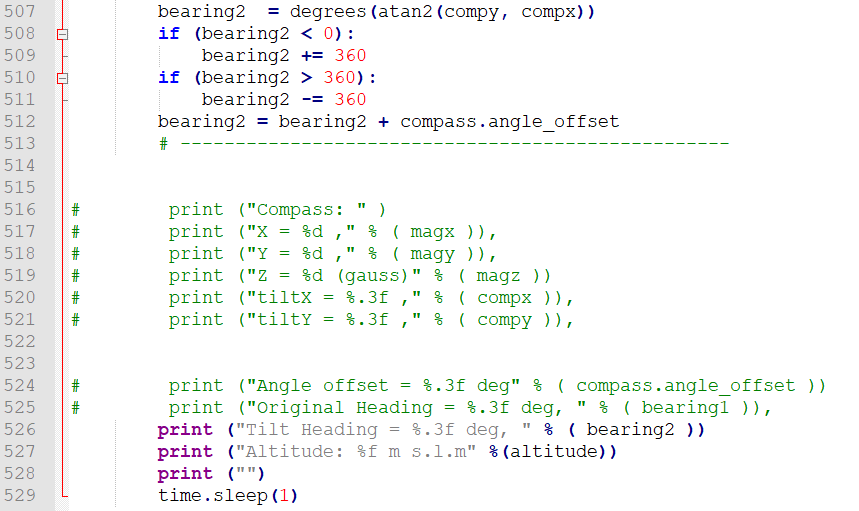 507 bearing2  = degrees(atan2(compy, compx))
508 if (bearing2 < 0):
509     bearing2 += 360
510 if (bearing2 > 360):
511     bearing2 -= 360
512 bearing2 = bearing2 + compass.angle_offset
513 # --------------------------------------------------
514
515
516 #        print ("Compass: " )
517 #        print ("X = %d ," % ( magx )),
518 #        print ("Y = %d ," % ( magy )),
519 #        print ("Z = %d (gauss)" % ( magz ))
520 #        print ("tiltX = %.3f ," % ( compx )),
521 #        print ("tiltY = %.3f ," % ( compy )),
522
523
524 #        print ("Angle offset = %.3f deg" % ( compass.angle_offset ))
525 #        print ("Original Heading = %.3f deg, " % ( bearing1 )),
526 print ("Tilt Heading = %.3f deg, " % ( bearing2 ))
527 print ("Altitude: %f m s.l.m" %(altitude))
528 print ("")
529 time.sleep(1)